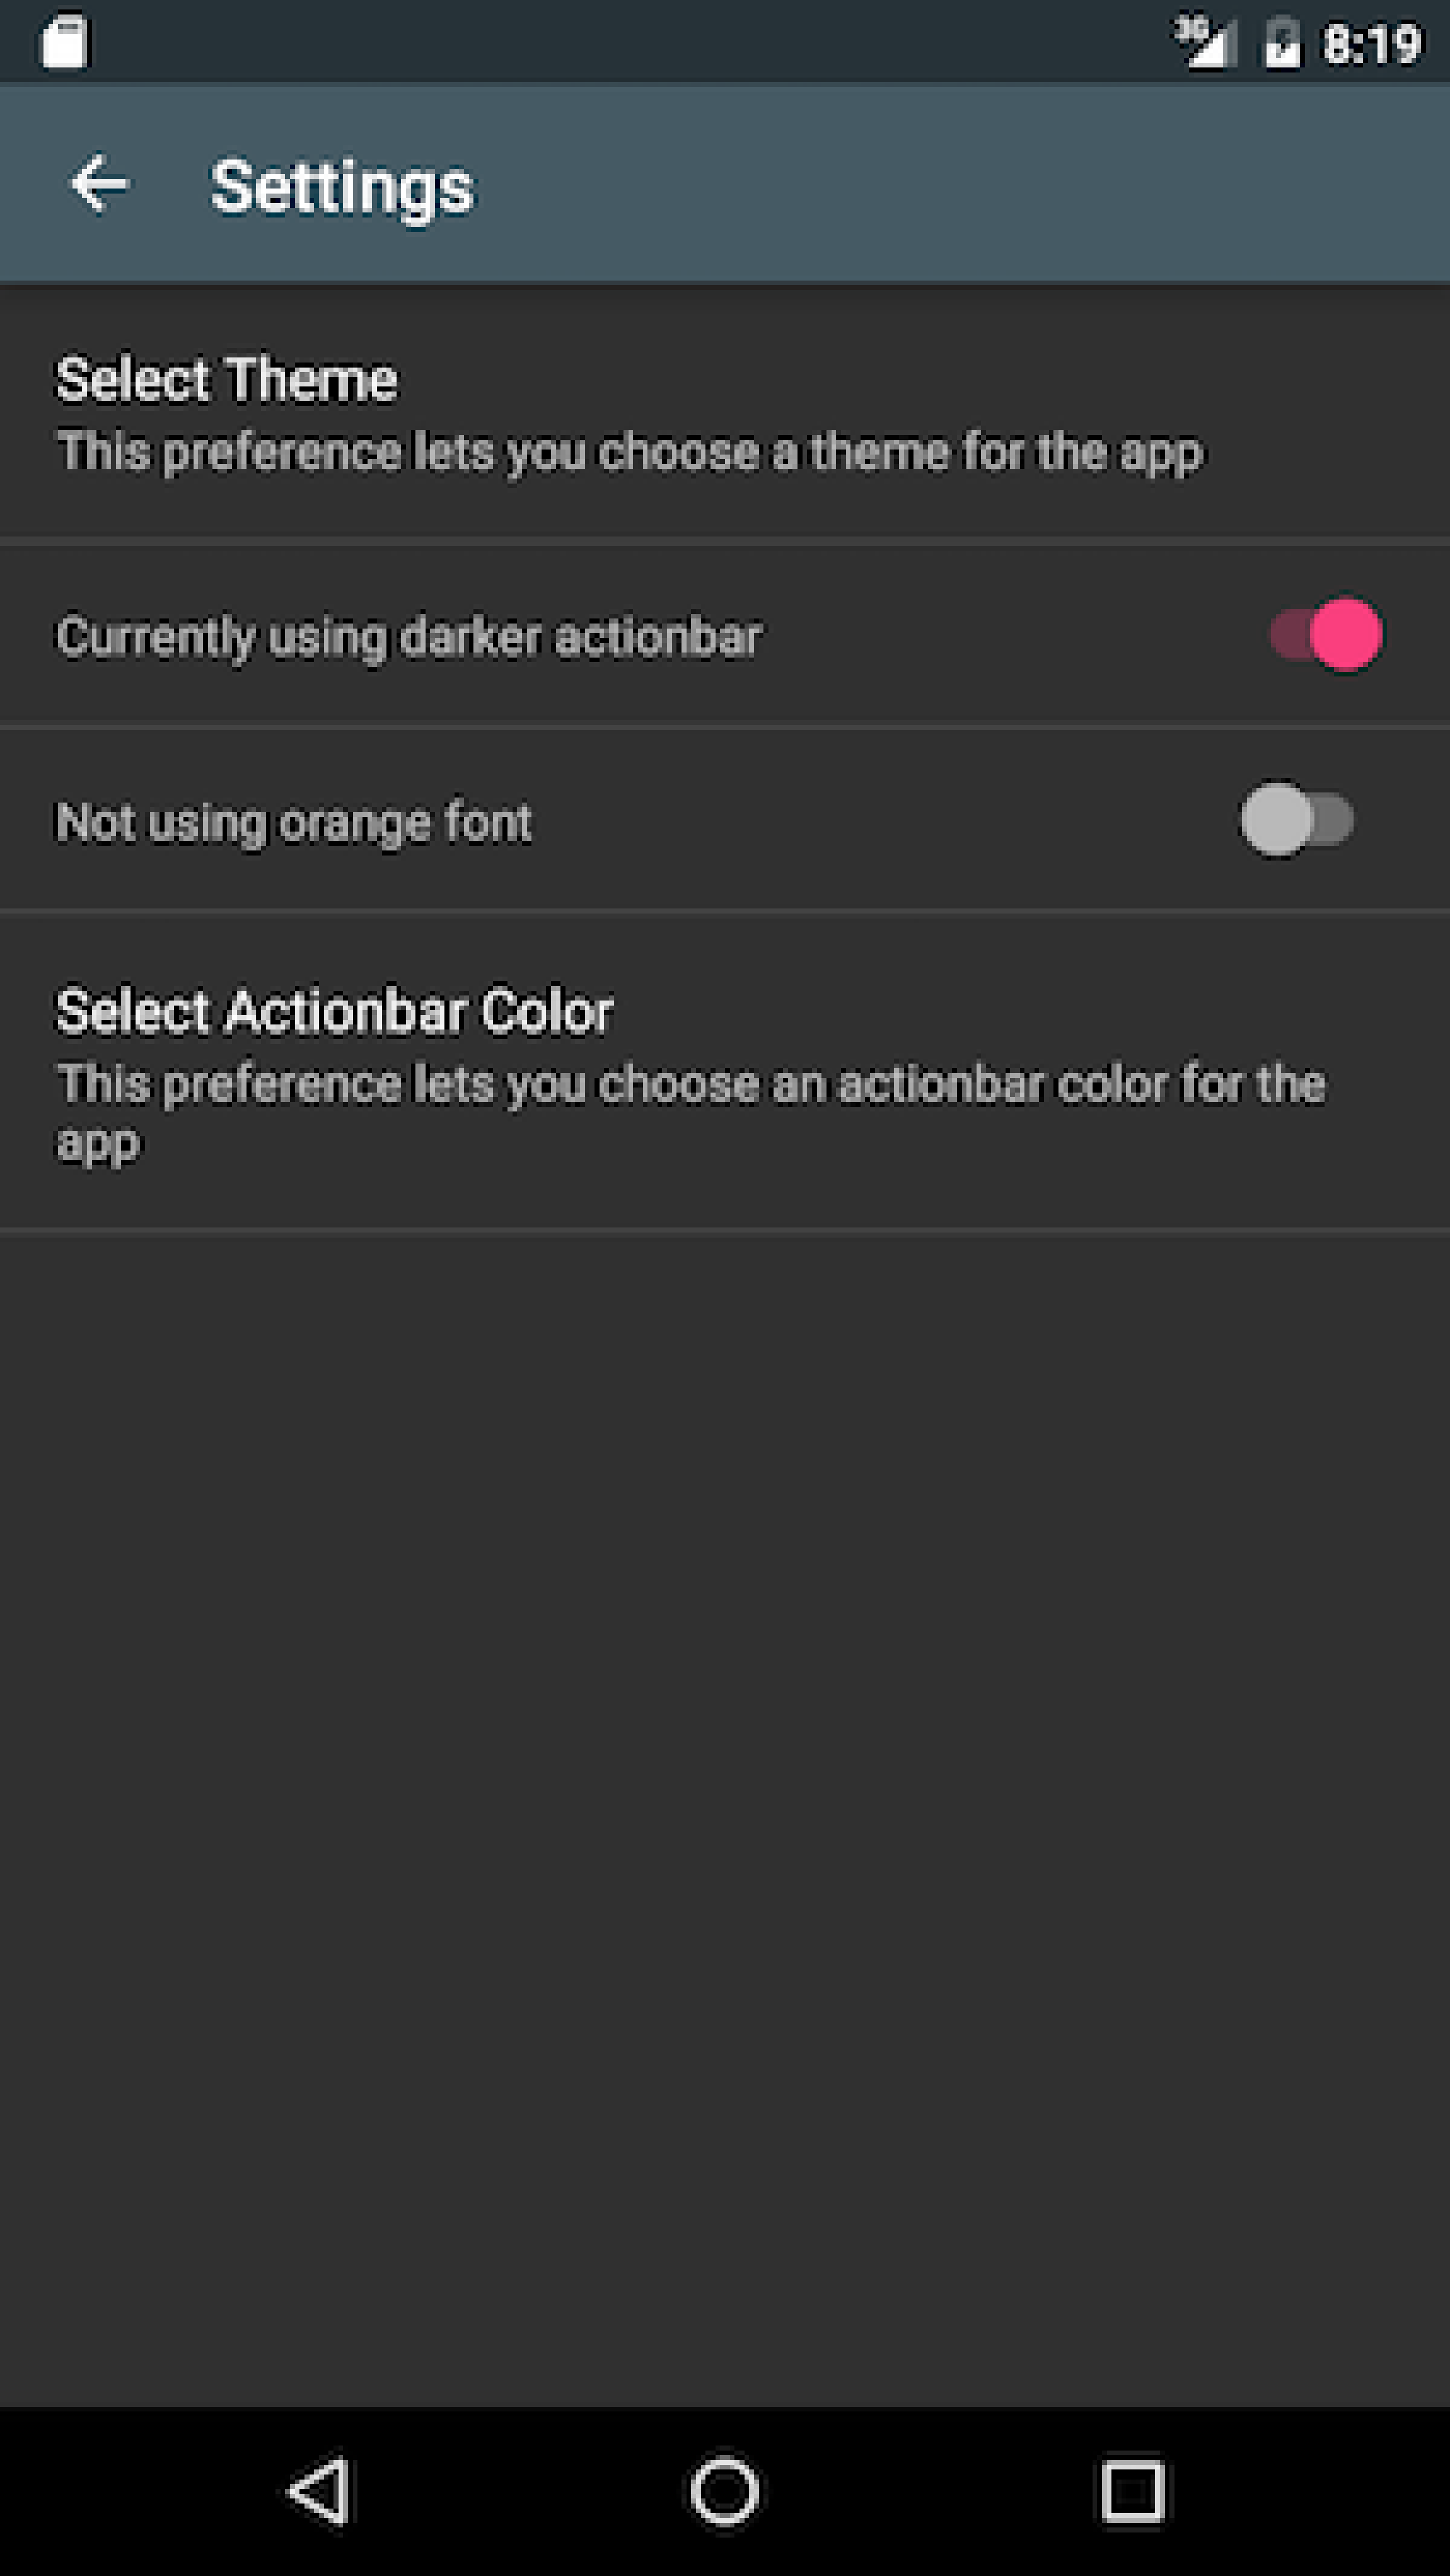 3G 8:19
Settings
Select Theme
This preference lets you choose a theme for the app
Currently using darker actionbar
Not using orange font
Select Actionbar Color
This preference lets you choose an actionbar color for the
app